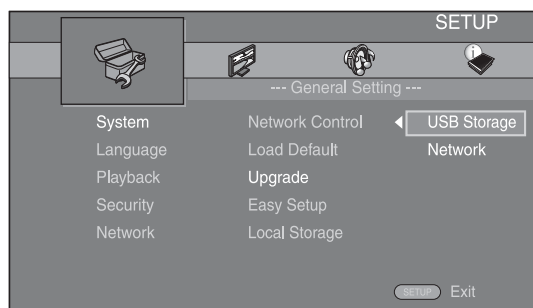 SETUP
--- General Setting ---
System Network Control USB Storage
Language Load Default Network
Playback Upgrade
Security Easy Setup
Network Local Storage
SETUP Exit